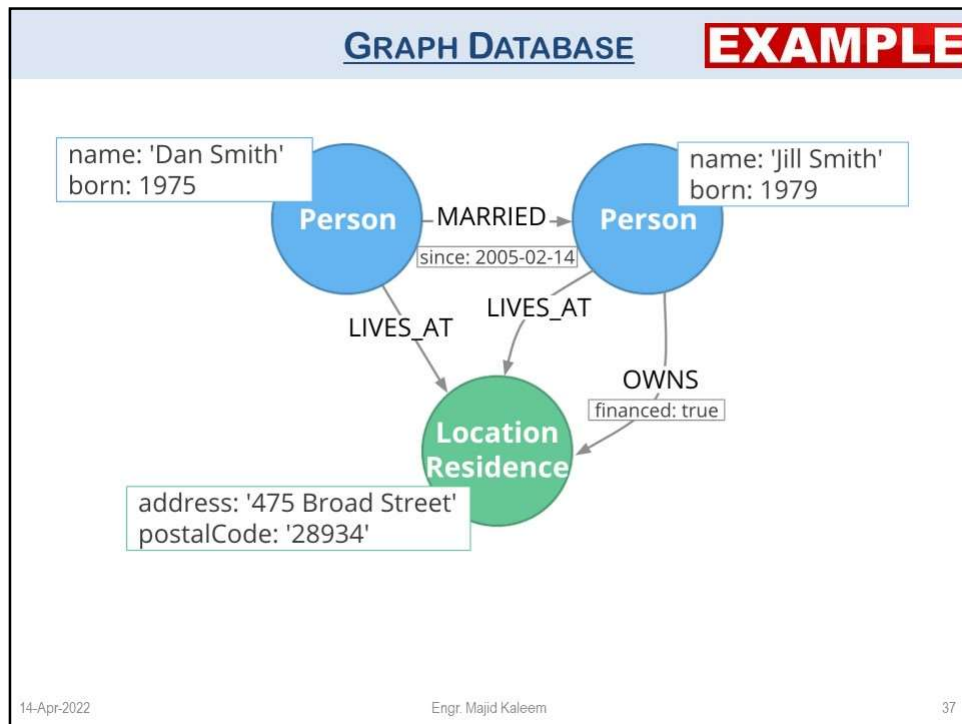 GRAPH DATABASE
EXAMPLE
name: 'Dan Smith'
born: 1975
name: 'Jill Smith'
born: 1979
Person
MARRIED
Person
since: 2005-02-14
LIVES_AT
LIVES_AT
OWNS
financed: true
Location
Residence
address: '475 Broad Street'
postalCode: '28934'
14-Apr-2022
Engr. Majid Kaleem
37